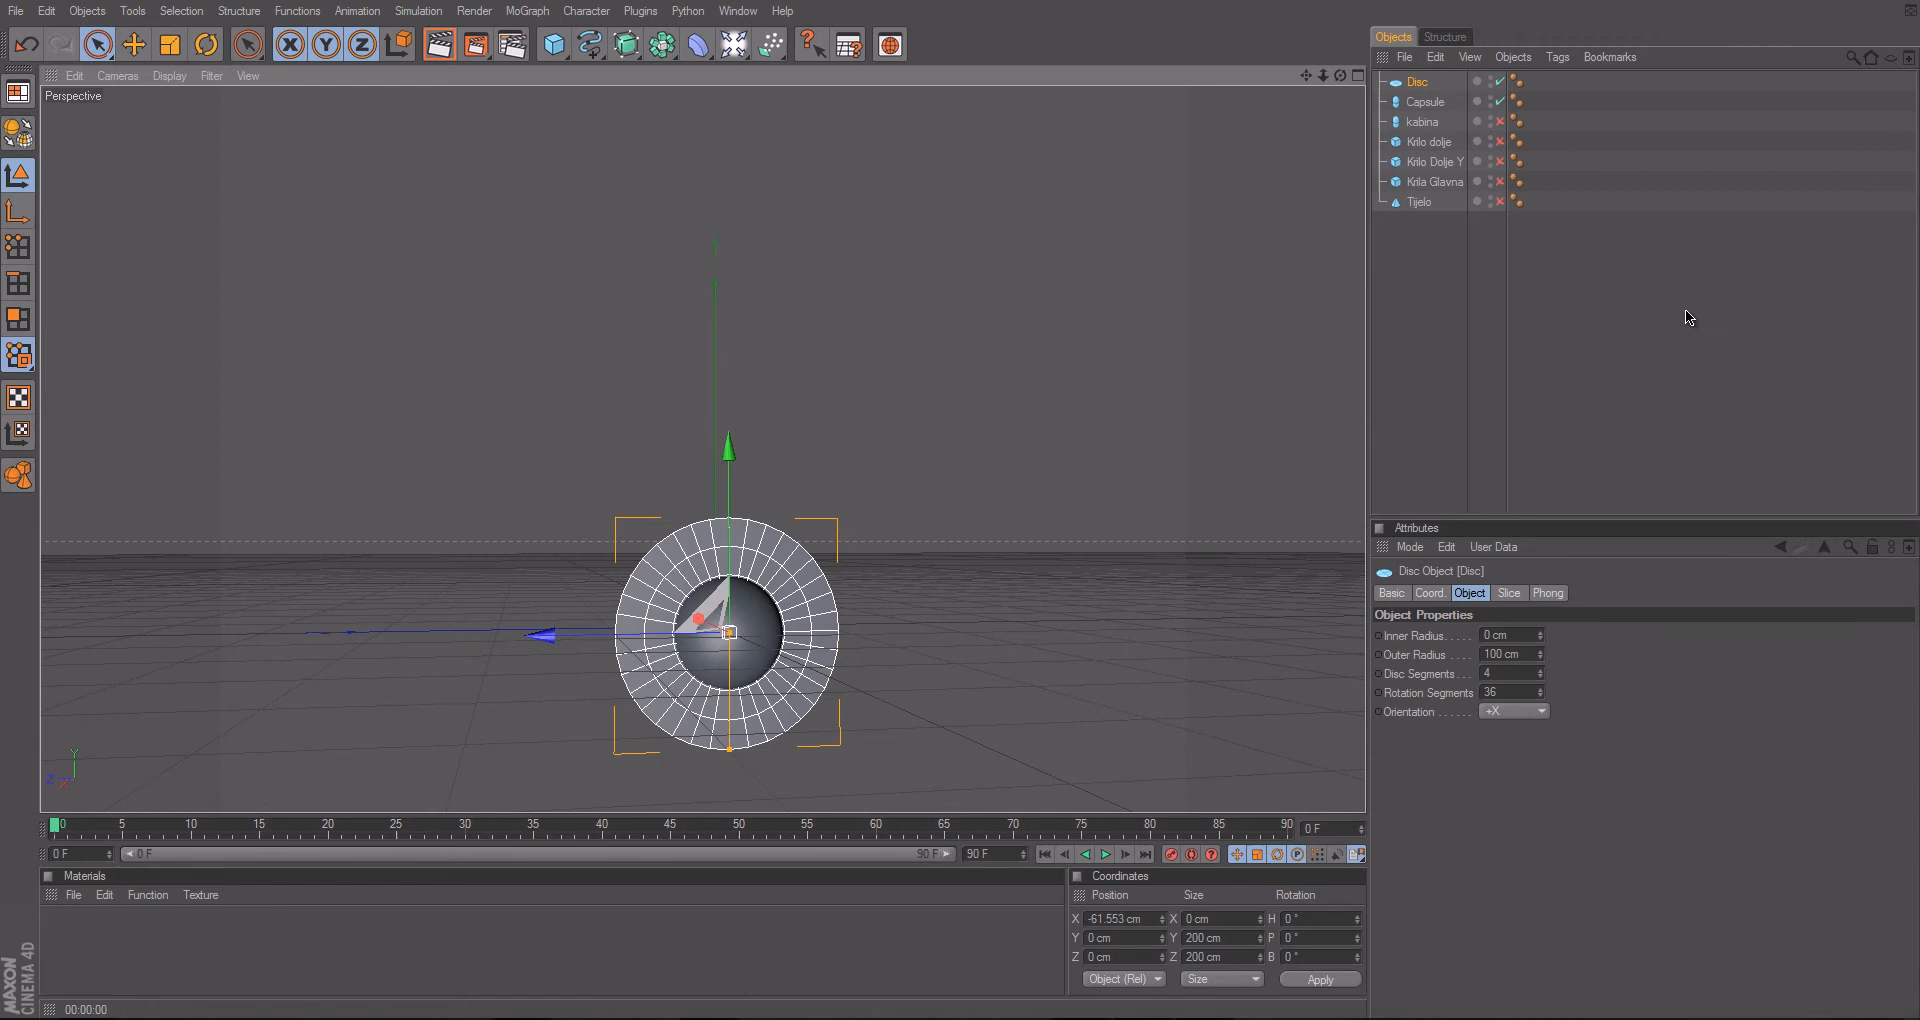 File Edit Objects Tools Selection Structure Functions Animation Simulation Render MoGraph Character Plugins Python Window Help
Objects Structure
File Edit View Objects Tags Bookmarks
Edit Cameras Display Filter View
Perspective
Disc
Capsule
kabina
Krilo dolje
Krilo Dolje Y
Krila Glavna
Tijelo
X Y Z
Attributes
Mode Edit User Data
Disc Object [Disc]
Basic Coord. Object Slice Phong
Object Properties
Inner Radius..... 0 cm
Outer Radius .... 100 cm
Disc Segments... 4
Rotation Segments 36
Orientation ...... +X
Y
Z
X
0 5 10 15 20 25 30 35 40 45 50 55 60 65 70 75 80 85 90 0 F
0 F 0 F 90 F 90 F
Materials
File Edit Function Texture
Coordinates
Position Size Rotation
X -61.553 cm X 0 cm H 0 °
Y 0 cm Y 200 cm P 0 °
Z 0 cm Z 200 cm B 0 °
Object (Rel) Size Apply
MAXON
CINEMA 4D
00:00:00